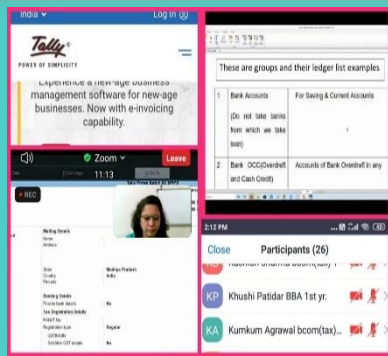 India
Log In
Tally
POWER OF SIMPLICITY
Experience a new-age business
management software for new-age
businesses. Now with e-invoicing
capability.
These are groups and their ledger list examples
1 Bank Accounts For Saving & Current Accounts
(Do not take banks
from which we take
loan)
2 Bank OCC(Overdreft Accounts of Bank Overdreft in any
and Cash Credit)
Zoom
Leave
11:13
REC
Mailing Details
Name
Address
State Madhya Pradesh
Country India
Pincode
Banking Details
Provide bank details No
Tax Registration Details
PAN/IT No.
Registration type Regular
GSTIN/UIN
Set/Alter GST details No
2:12 PM
Close Participants (26)
KP Khushi Patidar BBA 1st yr.
KA Kumkum Agrawal bcom(tax)...